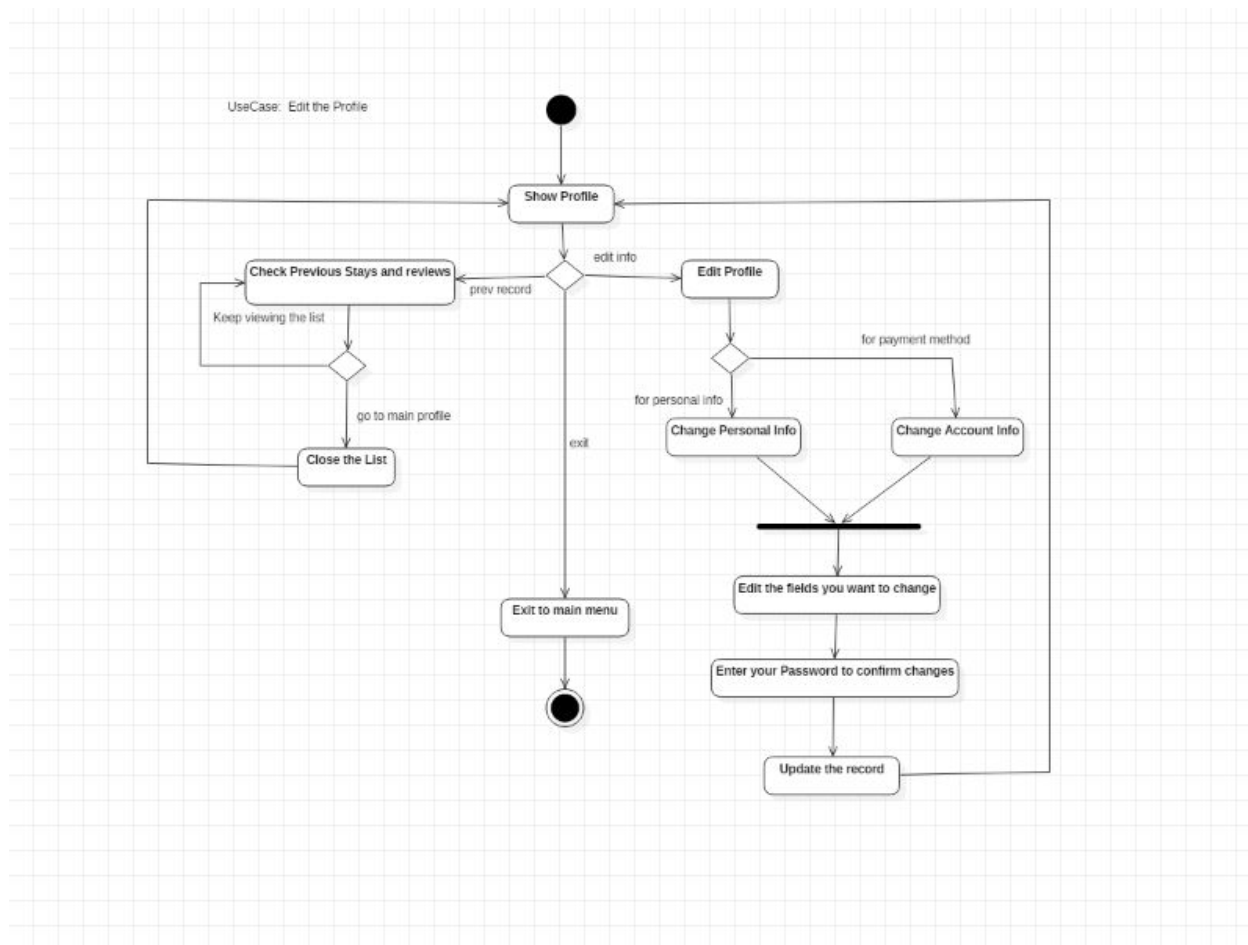 UseCase: Edit the Profile
Show Profile
edit info
Check Previous Stays and reviews
Edit Profile
prev record
Keep viewing the list
for payment method
for personal info
go to main profile
Change Personal Info
Change Account Info
exit
Close the List
Edit the fields you want to change
Exit to main menu
Enter your Password to confirm changes
Update the record